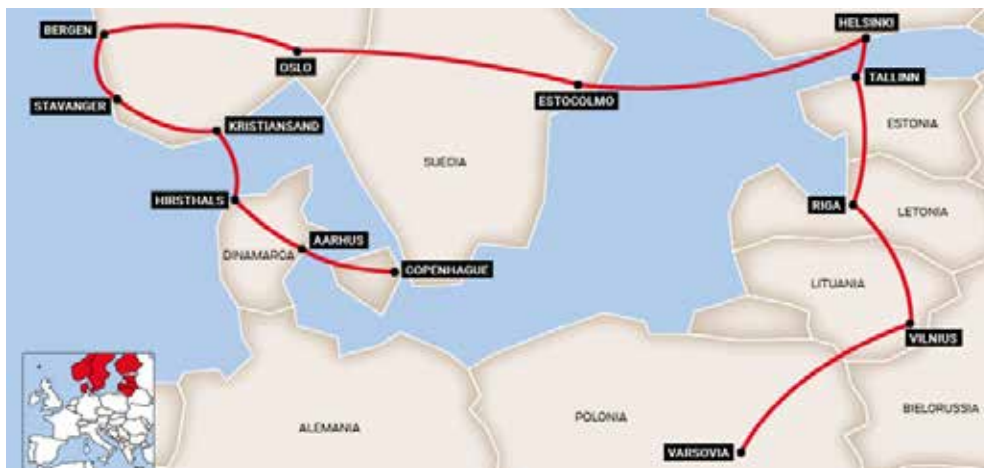 BERGEN
HELSINKI
OSLO
TALLINN
STAVANGER
ESTOCOLMO
KRISTIANSAND
ESTONIA
SUÉCIA
HIRSTHALS
RIGA
LETONIA
AARHUS
DINAMARCA
COPENHAGUE
LITUANIA
VILNIUS
BIELORUSSIA
POLONIA
ALEMANIA
VARSOVIA